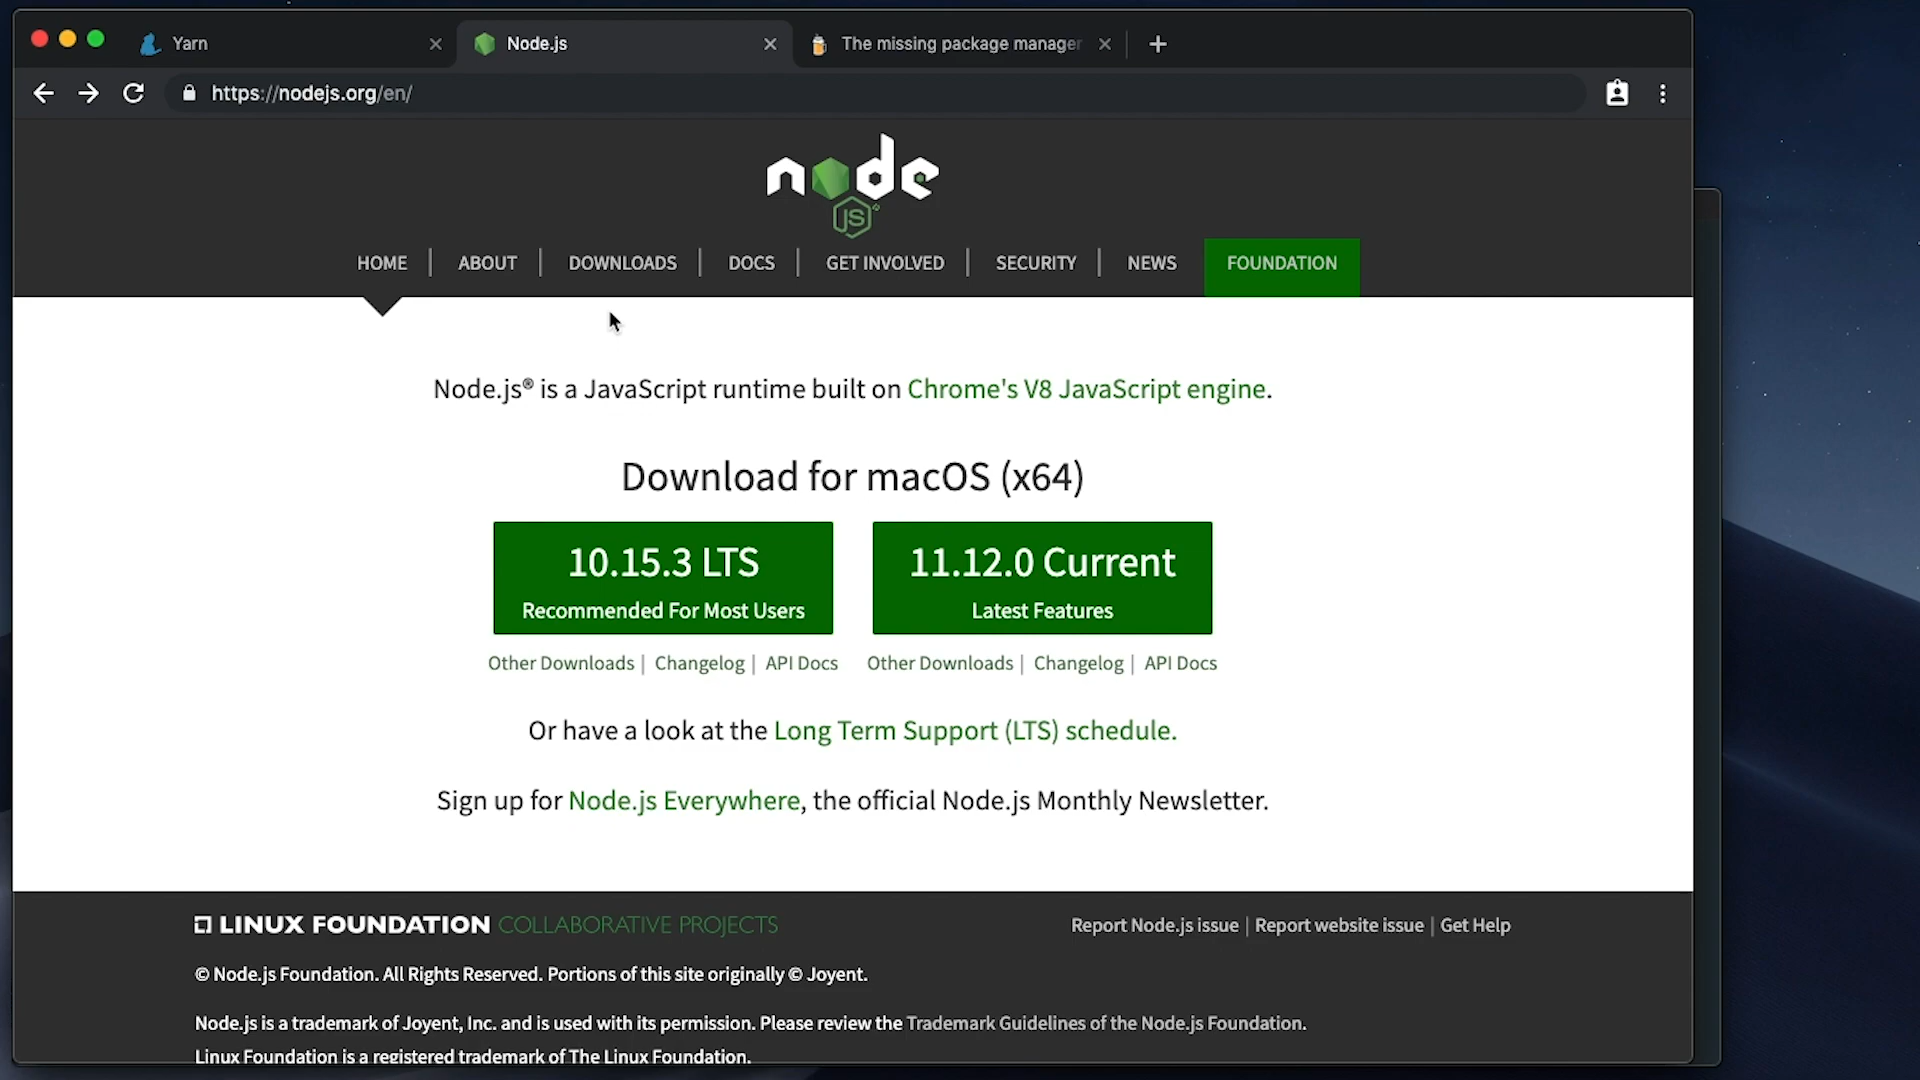 Yarn
Node.js
The missing package manager
https://nodejs.org/en/
node
JS
HOME
ABOUT
DOWNLOADS
DOCS
GET INVOLVED
SECURITY
NEWS
FOUNDATION
Node.js® is a JavaScript runtime built on Chrome's V8 JavaScript engine.
Download for macOS (x64)
10.15.3 LTS
Recommended For Most Users
11.12.0 Current
Latest Features
Other Downloads | Changelog | API Docs
Other Downloads | Changelog | API Docs
Or have a look at the Long Term Support (LTS) schedule.
Sign up for Node.js Everywhere, the official Node.js Monthly Newsletter.
LINUX FOUNDATION COLLABORATIVE PROJECTS
Report Node.js issue | Report website issue | Get Help
© Node.js Foundation. All Rights Reserved. Portions of this site originally © Joyent.
Node.js is a trademark of Joyent, Inc. and is used with its permission. Please review the Trademark Guidelines of the Node.js Foundation.
Linux Foundation is a registered trademark of The Linux Foundation.